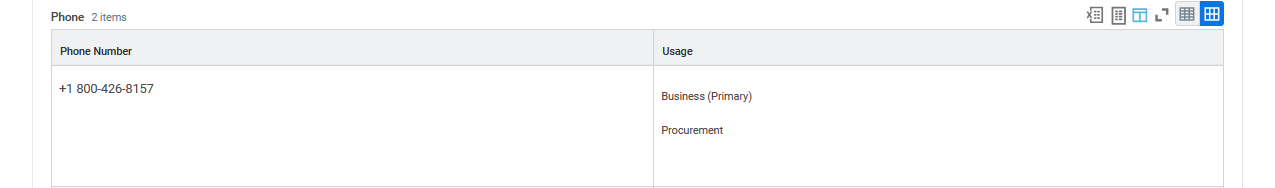 Phone 2 items
Phone Number Usage
+1 800-426-8157
Business (Primary)
Procurement